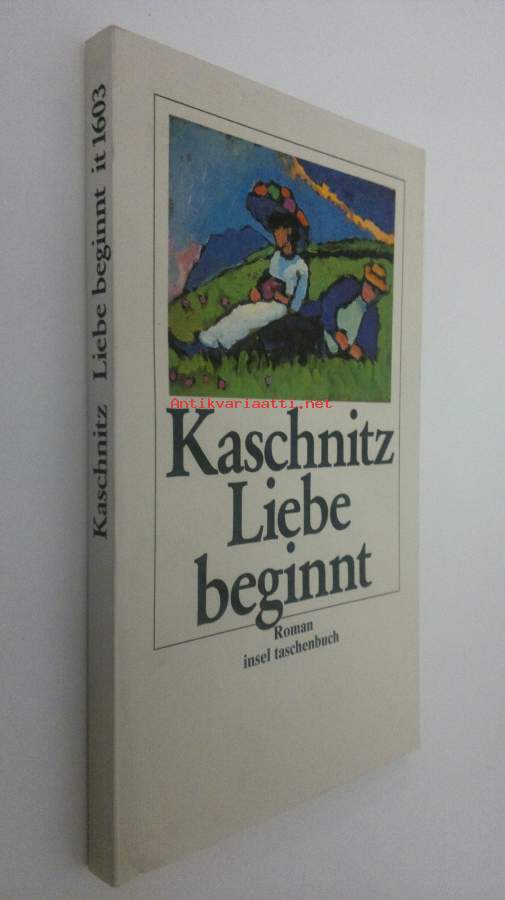 Kaschnitz Liebe beginnt it 1603
Antikvariaatti.net
Kaschnitz
Liebe
beginnt
Roman
insel taschenbuch